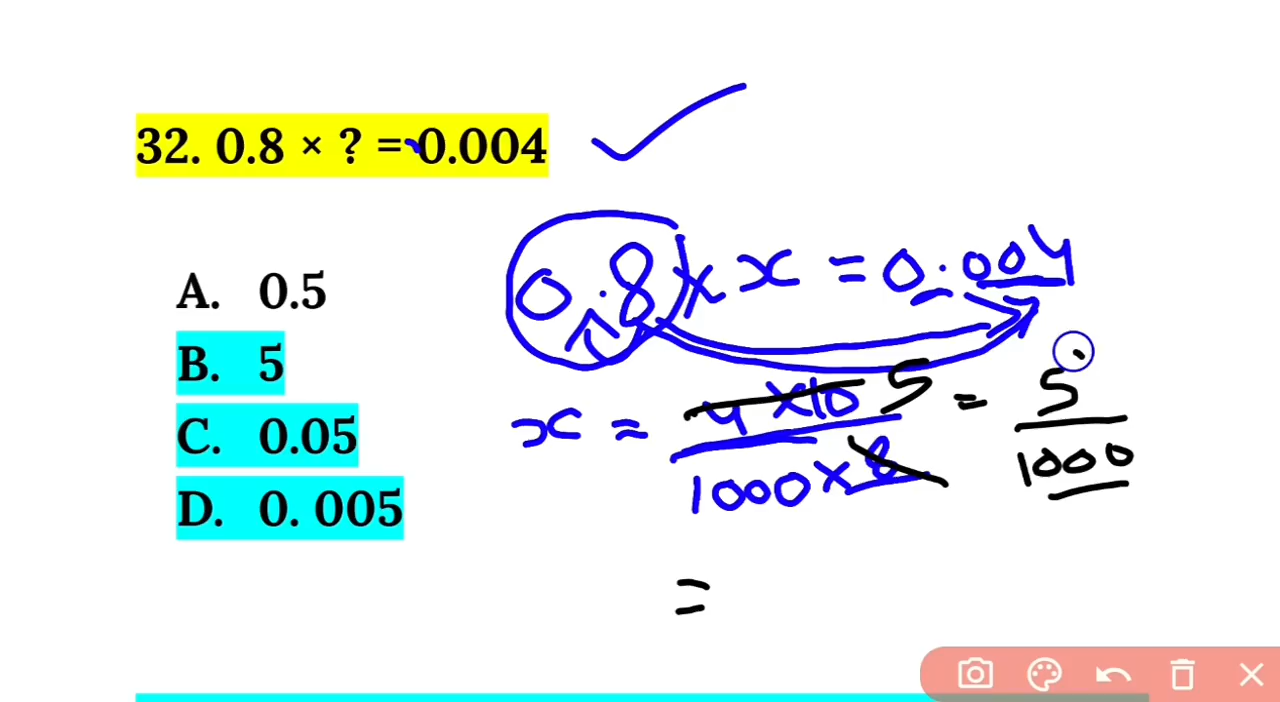 32. 0.8 × ? = 0.004
A. 0.5
B. 5
C. 0.05
D. 0. 005
0.8 × x = 0.004
x = 4 × 10 5 = 5
1000 × 8 1000
=